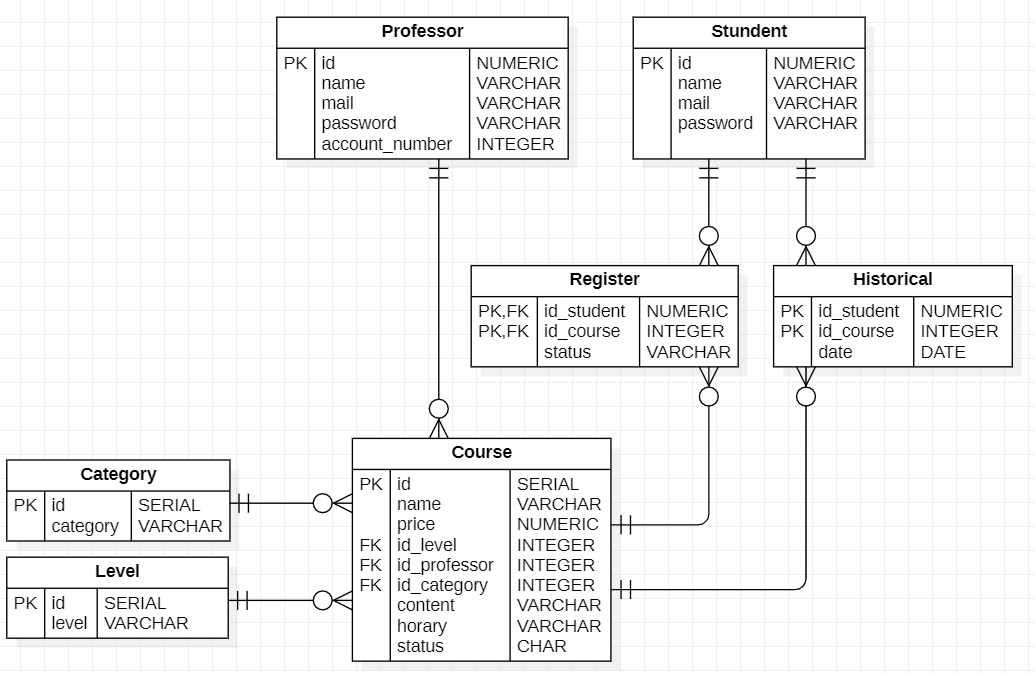 Professor
PK id NUMERIC
name VARCHAR
mail VARCHAR
password VARCHAR
account_number INTEGER
Stundent
PK id NUMERIC
name VARCHAR
mail VARCHAR
password VARCHAR
Register
PK,FK id_student NUMERIC
PK,FK id_course INTEGER
status VARCHAR
Historical
PK id_student NUMERIC
PK id_course INTEGER
date DATE
Category
PK id SERIAL
category VARCHAR
Level
PK id SERIAL
level VARCHAR
Course
PK id SERIAL
name VARCHAR
price NUMERIC
FK id_level INTEGER
FK id_professor INTEGER
FK id_category INTEGER
content VARCHAR
horary VARCHAR
status CHAR